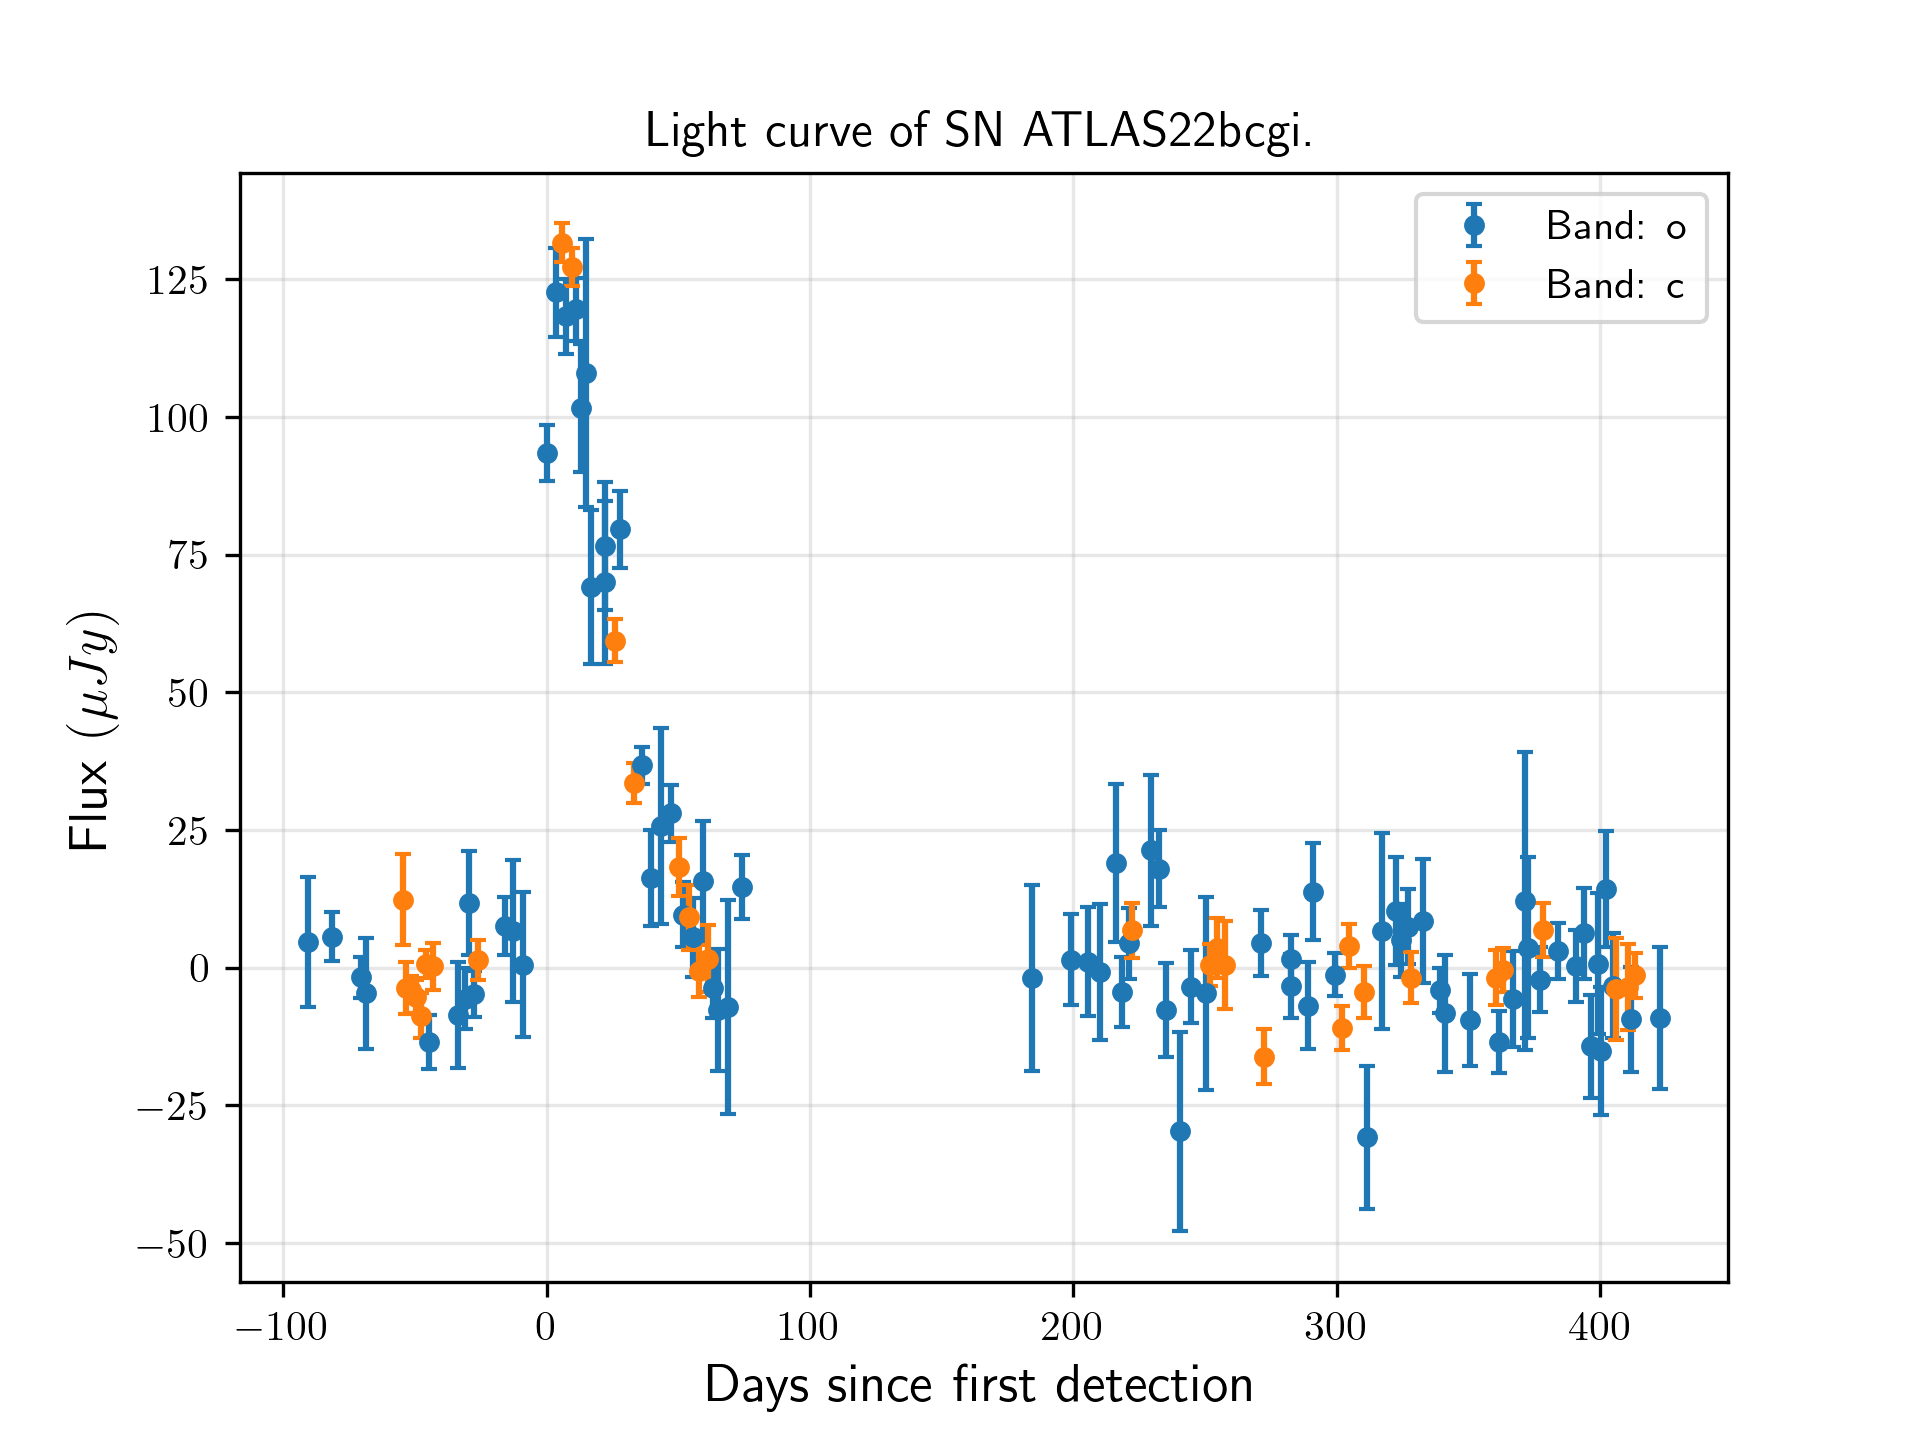 Light curve of SN ATLAS22bcgi.
Band: o
Band: c
125
100
75
50
25
0
−25
−50
Flux (μJy)
−100 0 100 200 300 400
Days since first detection